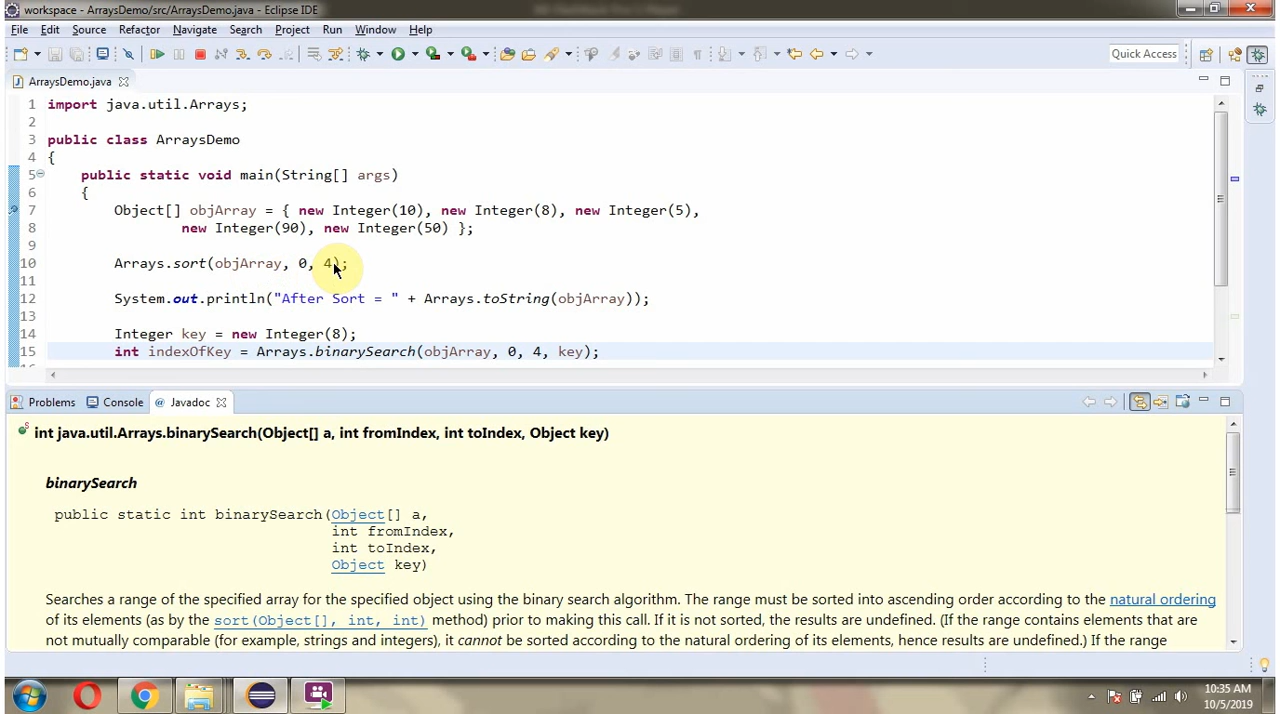 workspace - ArraysDemo/src/ArraysDemo.java - Eclipse IDE
File Edit Source Refactor Navigate Search Project Run Window Help
Quick Access
ArraysDemo.java
1 import java.util.Arrays;
2
3 public class ArraysDemo
4 {
5 public static void main(String[] args)
6 {
7 Object[] objArray = { new Integer(10), new Integer(8), new Integer(5),
8 new Integer(90), new Integer(50) };
9
10 Arrays.sort(objArray, 0, 4);
11
12 System.out.println("After Sort = " + Arrays.toString(objArray));
13
14 Integer key = new Integer(8);
15 int indexOfKey = Arrays.binarySearch(objArray, 0, 4, key);
Problems Console @ Javadoc
int java.util.Arrays.binarySearch(Object[] a, int fromIndex, int toIndex, Object key)
binarySearch
public static int binarySearch(Object[] a,
int fromIndex,
int toIndex,
Object key)
Searches a range of the specified array for the specified object using the binary search algorithm. The range must be sorted into ascending order according to the natural ordering
of its elements (as by the sort(Object[], int, int) method) prior to making this call. If it is not sorted, the results are undefined. (If the range contains elements that are
not mutually comparable (for example, strings and integers), it cannot be sorted according to the natural ordering of its elements, hence results are undefined.) If the range
10:35 AM
10/5/2019